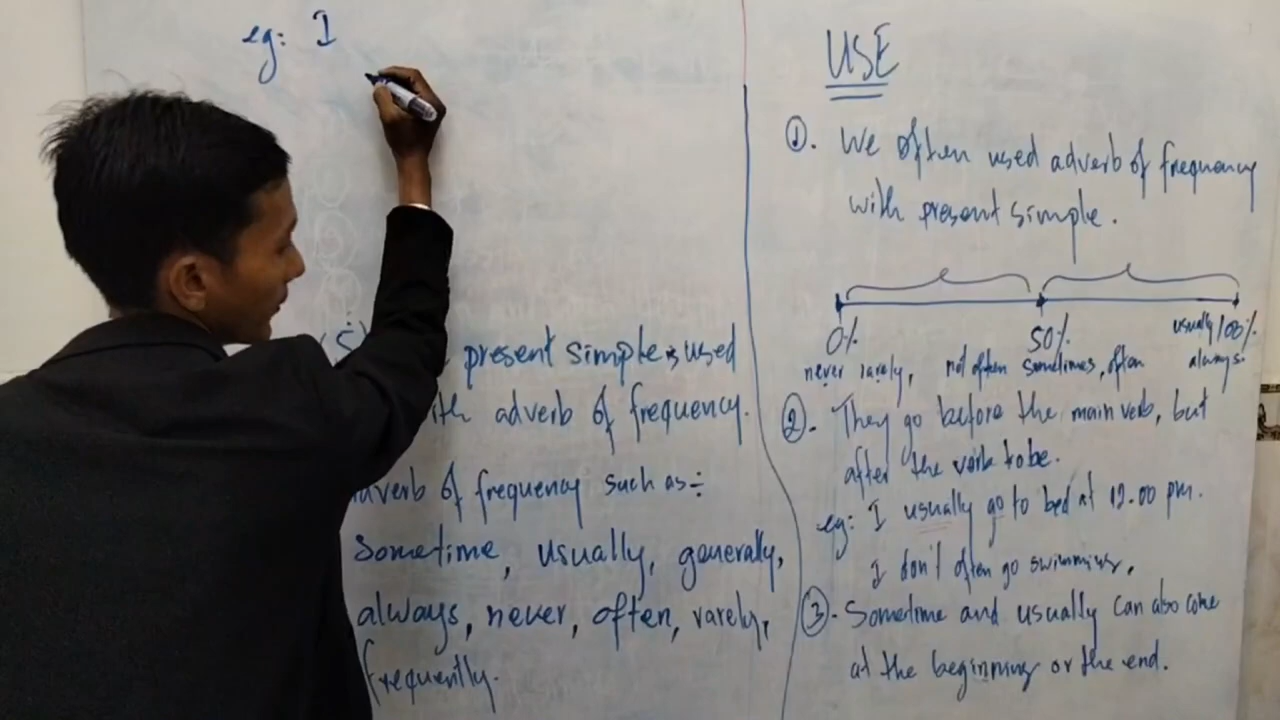 eg: I
(S)
present simple is used
with adverb of frequency.
adverb of frequency such as:
sometime, usually, generally,
always, never, often, rarely,
frequently.
USE
1. We often used adverb of frequency
with present simple.
0% 50% usually 100%
never rarely, not often sometimes, often always.
2. They go before the main verb, but
after the verb to be.
eg: I usually go to bed at 12.00 pm.
I don't often go swimming.
3. Sometime and usually can also come
at the beginning or the end.